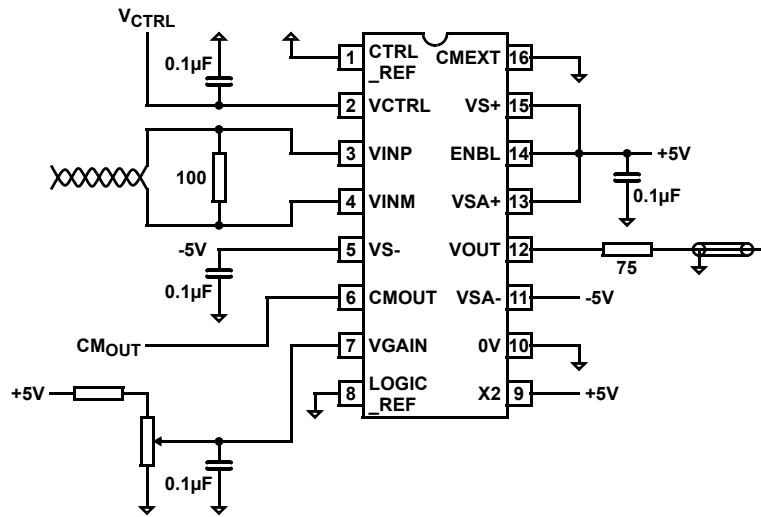 VCTRL
0.1µF
1 CTRL_REF
CMEXT 16
2 VCTRL
VS+ 15
3 VINP
ENBL 14
+5V
100
0.1µF
4 VINM
VSA+ 13
-5V
5 VS-
VOUT 12
75
0.1µF
6 CMOUT
VSA- 11
-5V
CMOUT
7 VGAIN
0V 10
+5V
8 LOGIC_REF
X2 9
+5V
0.1µF